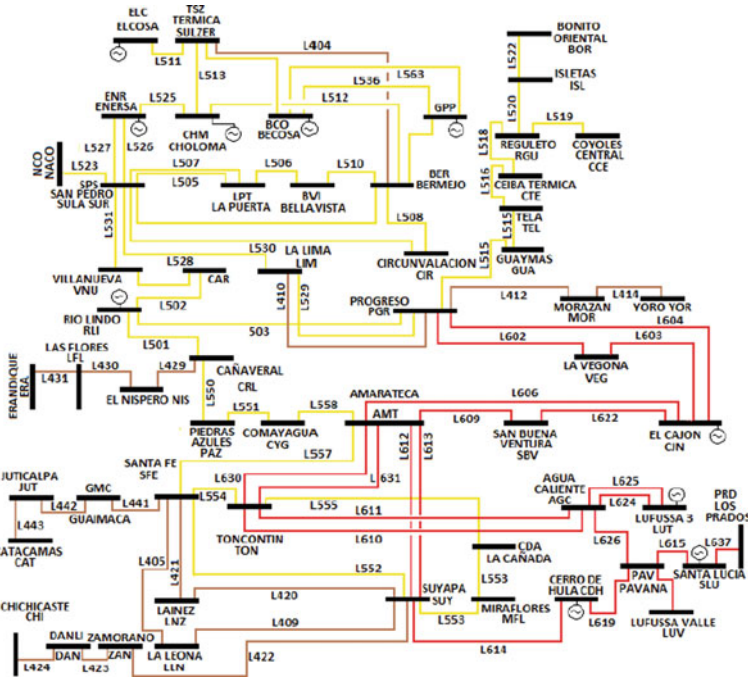 ELC
ELCOSA
TSZ
TERMICA
SULZER
L404
BONITO
ORIENTAL
BOR
L511
L513
L563
L536
L522
ISLETAS
ISL
ENR
ENERSA
L525
L512
GPP
L520
L519
CHM
CHOLOMA
BCO
BECOSA
L518
REGULETO
RGU
COYOLES
CENTRAL
CCE
NCO
NACO
L527
L526
L523
L507
L506
L510
L505
SPS
SAN PEDRO
SULA SUR
LPT
LA PUERTA
BVI
BELLAVISTA
BER
BERMEJO
L516
CEIBA TERMICA
CTE
TELA
TEL
L531
L508
L515
L515
GUAYMAS
GUA
L530
LA LIMA
LIM
CIRCUNVALACION
CIR
VILLANUEVA
VNU
L528
CAR
L410
L529
L502
PROGRESO
PGR
L412
MORAZAN
MOR
L414
YORO YOR
RIO LINDO
RLI
503
L604
L602
L603
L501
LA VEGONA
VEG
LAS FLORES
LFL
L430
L429
CAÑAVERAL
CRL
ERANDIQUE
ERA
L431
EL NISPERO NIS
L550
AMARATECA
AMT
L606
L551
L558
L609
L622
PIEDRAS
AZULES
PAZ
COMAYAGUA
CYG
L612
L613
SAN BUENA
VENTURA
SBV
EL CAJON
CJN
L557
SANTA FE
SFE
L630
L631
JUTICALPA
JUT
GMC
L442
L441
GUAIMACA
L554
L555
L611
AGUA
CALIENTE
AGC
L625
L624
LUFUSSA 3
LUT
PRD
LOS
PRADOS
L443
TONCONTIN
TON
L610
L626
CATACAMAS
CAT
L405
L421
CDA
LA CAÑADA
L615
L637
PAV
PAVANA
SANTA LUCIA
SLU
L552
L553
CERRO DE
HULA CDH
CHICHICASTE
CHI
L420
SUYAPA
SUY
LAINEZ
LNZ
MIRAFLORES
MFL
L553
L619
LUFUSSA VALLE
LUV
L409
DANLI
DAN
ZAMORANO
ZAN
LA LEONA
LLN
L422
L614
L424
L423